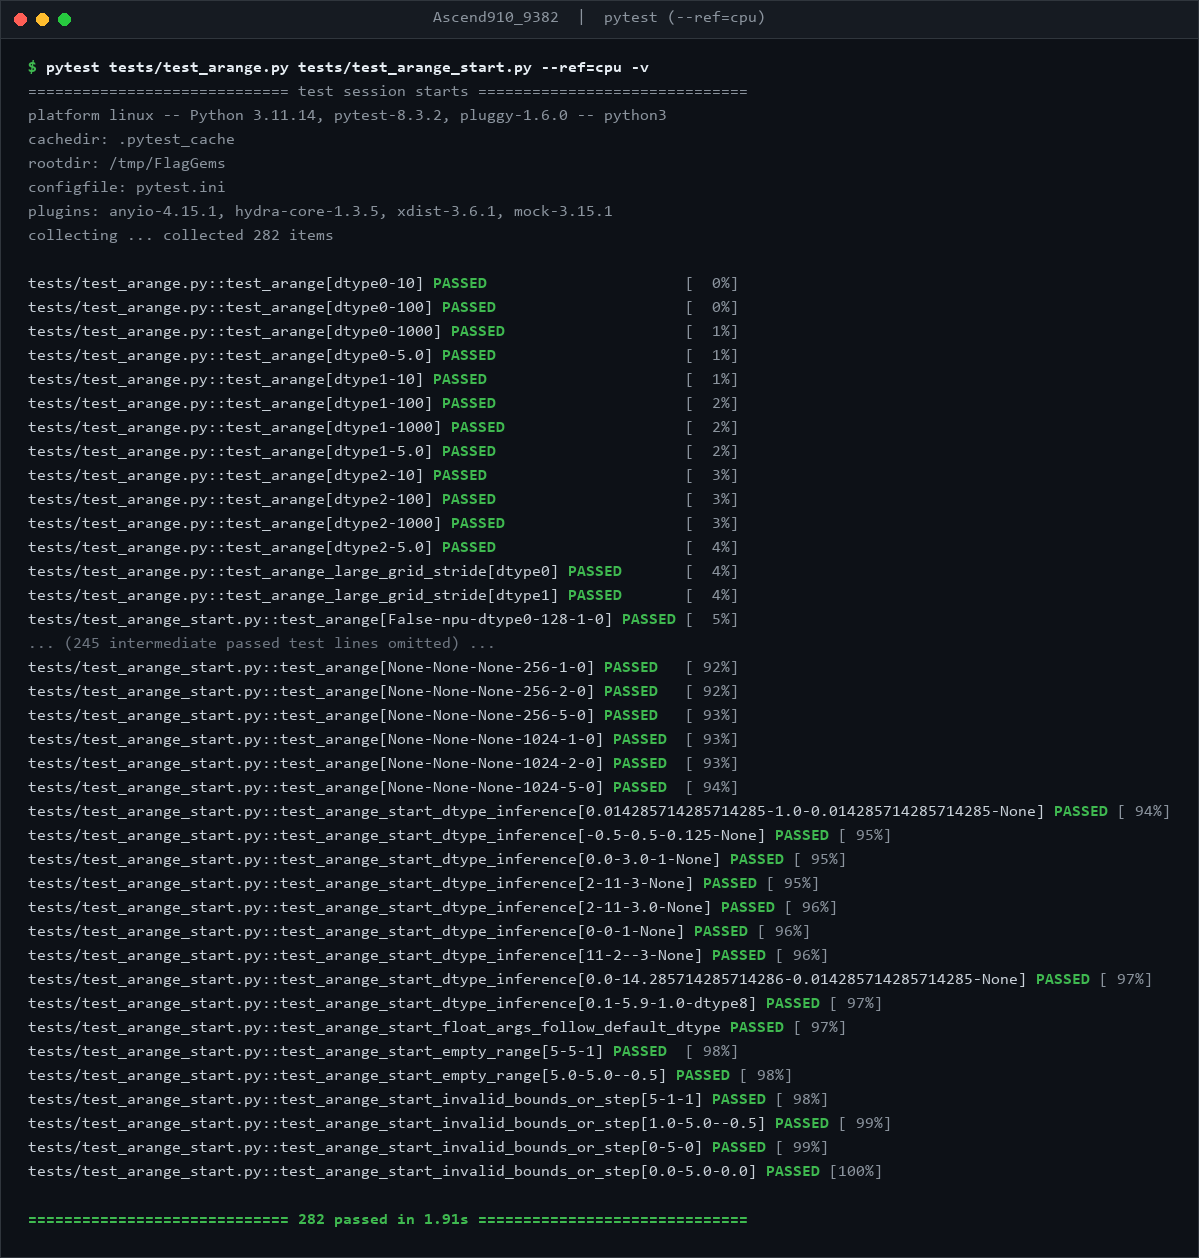 Ascend910_9382 | pytest (--ref=cpu)
$ pytest tests/test_arange.py tests/test_arange_start.py --ref=cpu -v
============================= test session starts ==============================
platform linux -- Python 3.11.14, pytest-8.3.2, pluggy-1.6.0 -- python3
cachedir: .pytest_cache
rootdir: /tmp/FlagGems
configfile: pytest.ini
plugins: anyio-4.15.1, hydra-core-1.3.5, xdist-3.6.1, mock-3.15.1
collecting ... collected 282 items
tests/test_arange.py::test_arange[dtype0-10] PASSED                      [  0%]
tests/test_arange.py::test_arange[dtype0-100] PASSED                     [  0%]
tests/test_arange.py::test_arange[dtype0-1000] PASSED                    [  1%]
tests/test_arange.py::test_arange[dtype0-5.0] PASSED                     [  1%]
tests/test_arange.py::test_arange[dtype1-10] PASSED                      [  1%]
tests/test_arange.py::test_arange[dtype1-100] PASSED                     [  2%]
tests/test_arange.py::test_arange[dtype1-1000] PASSED                    [  2%]
tests/test_arange.py::test_arange[dtype1-5.0] PASSED                     [  2%]
tests/test_arange.py::test_arange[dtype2-10] PASSED                      [  3%]
tests/test_arange.py::test_arange[dtype2-100] PASSED                     [  3%]
tests/test_arange.py::test_arange[dtype2-1000] PASSED                    [  3%]
tests/test_arange.py::test_arange[dtype2-5.0] PASSED                     [  4%]
tests/test_arange.py::test_arange_large_grid_stride[dtype0] PASSED       [  4%]
tests/test_arange.py::test_arange_large_grid_stride[dtype1] PASSED       [  4%]
tests/test_arange_start.py::test_arange[False-npu-dtype0-128-1-0] PASSED [  5%]
... (245 intermediate passed test lines omitted) ...
tests/test_arange_start.py::test_arange[None-None-None-256-1-0] PASSED   [ 92%]
tests/test_arange_start.py::test_arange[None-None-None-256-2-0] PASSED   [ 92%]
tests/test_arange_start.py::test_arange[None-None-None-256-5-0] PASSED   [ 93%]
tests/test_arange_start.py::test_arange[None-None-None-1024-1-0] PASSED  [ 93%]
tests/test_arange_start.py::test_arange[None-None-None-1024-2-0] PASSED  [ 93%]
tests/test_arange_start.py::test_arange[None-None-None-1024-5-0] PASSED  [ 94%]
tests/test_arange_start.py::test_arange_start_dtype_inference[0.014285714285714285-1.0-0.014285714285714285-None] PASSED [ 94%]
tests/test_arange_start.py::test_arange_start_dtype_inference[-0.5-0.5-0.125-None] PASSED [ 95%]
tests/test_arange_start.py::test_arange_start_dtype_inference[0.0-3.0-1-None] PASSED [ 95%]
tests/test_arange_start.py::test_arange_start_dtype_inference[2-11-3-None] PASSED [ 95%]
tests/test_arange_start.py::test_arange_start_dtype_inference[2-11-3.0-None] PASSED [ 96%]
tests/test_arange_start.py::test_arange_start_dtype_inference[0-0-1-None] PASSED [ 96%]
tests/test_arange_start.py::test_arange_start_dtype_inference[11-2--3-None] PASSED [ 96%]
tests/test_arange_start.py::test_arange_start_dtype_inference[0.0-14.285714285714286-0.014285714285714285-None] PASSED [ 97%]
tests/test_arange_start.py::test_arange_start_dtype_inference[0.1-5.9-1.0-dtype8] PASSED [ 97%]
tests/test_arange_start.py::test_arange_start_float_args_follow_default_dtype PASSED [ 97%]
tests/test_arange_start.py::test_arange_start_empty_range[5-5-1] PASSED  [ 98%]
tests/test_arange_start.py::test_arange_start_empty_range[5.0-5.0--0.5] PASSED [ 98%]
tests/test_arange_start.py::test_arange_start_invalid_bounds_or_step[5-1-1] PASSED [ 98%]
tests/test_arange_start.py::test_arange_start_invalid_bounds_or_step[1.0-5.0--0.5] PASSED [ 99%]
tests/test_arange_start.py::test_arange_start_invalid_bounds_or_step[0-5-0] PASSED [ 99%]
tests/test_arange_start.py::test_arange_start_invalid_bounds_or_step[0.0-5.0-0.0] PASSED [100%]
============================= 282 passed in 1.91s ==============================